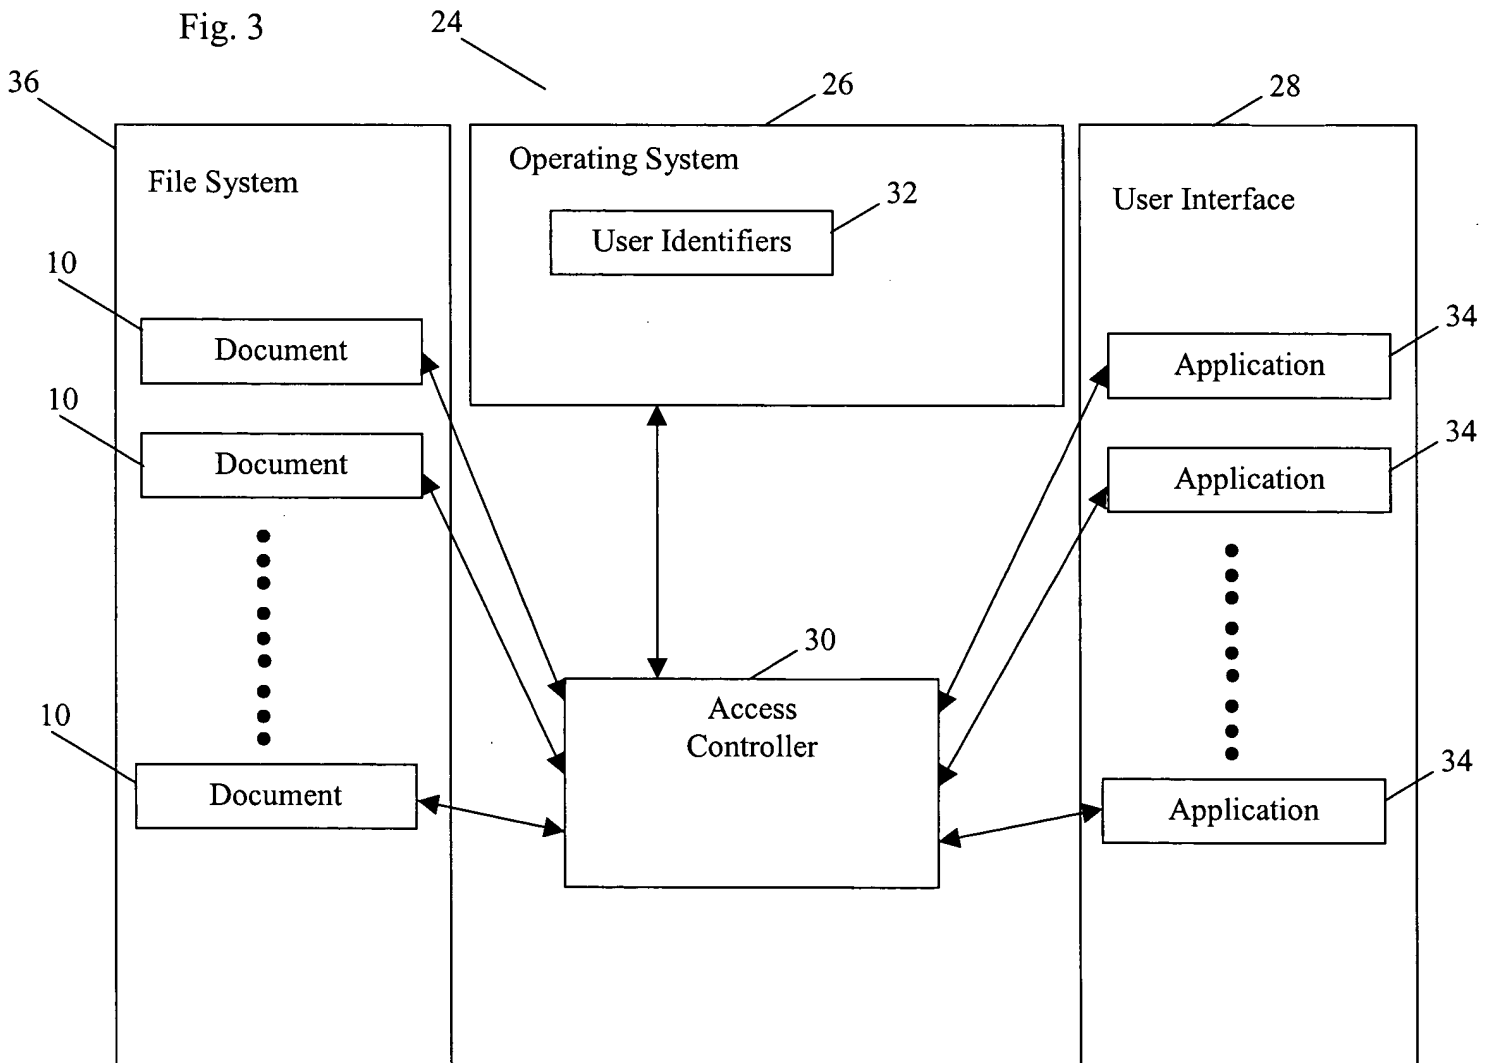 Fig. 3
24
36
26
28
File System
Operating System
User Interface
32
User Identifiers
10
Document
34
Application
10
Document
34
Application
30
Access
Controller
10
Document
34
Application